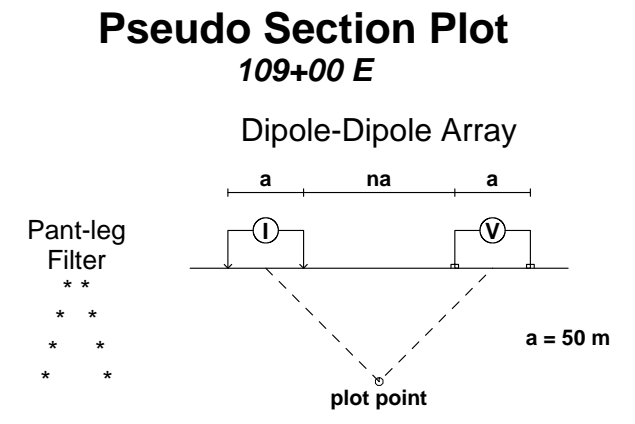 Pseudo Section Plot
109+00 E
Dipole-Dipole Array
a na a
I V
Pant-leg
Filter
* *
* *
* *
* *
a = 50 m
plot point